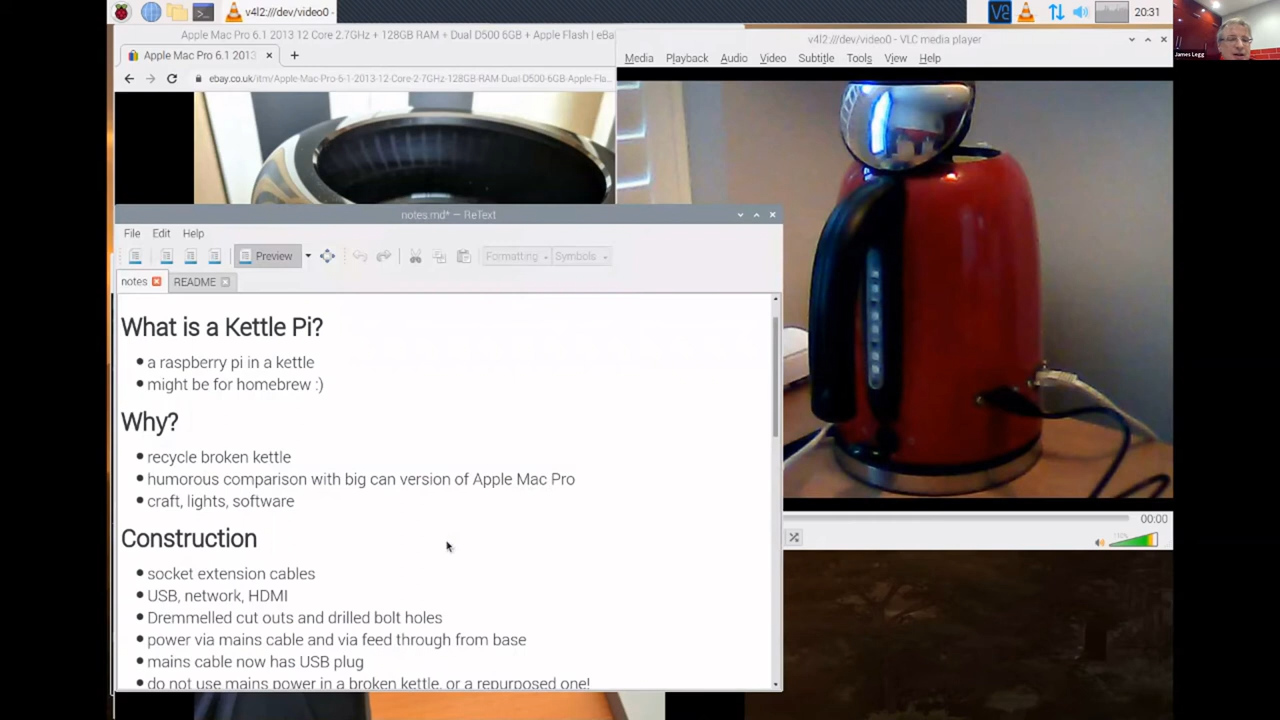 v4l2:///dev/video0 -
20:31
James Legg
Apple Mac Pro 6.1 2013 12 Core 2.7GHz + 128GB RAM + Dual D500 6GB + Apple Flash | eBa
Apple Mac Pro 6.1 2013
ebay.co.uk/itm/Apple-Mac-Pro-6-1-2013-12-Core-2-7GHz-128GB-RAM-Dual-D500-6GB-Apple-Fla...
v4l2:///dev/video0 - VLC media player
Media Playback Audio Video Subtitle Tools View Help
notes.md* — ReText
File Edit Help
Preview
Formatting
Symbols
notes
README
What is a Kettle Pi?
a raspberry pi in a kettle
might be for homebrew :)
Why?
recycle broken kettle
humorous comparison with big can version of Apple Mac Pro
craft, lights, software
Construction
socket extension cables
USB, network, HDMI
Dremmelled cut outs and drilled bolt holes
power via mains cable and via feed through from base
mains cable now has USB plug
do not use mains power in a broken kettle, or a repurposed one!
00:00